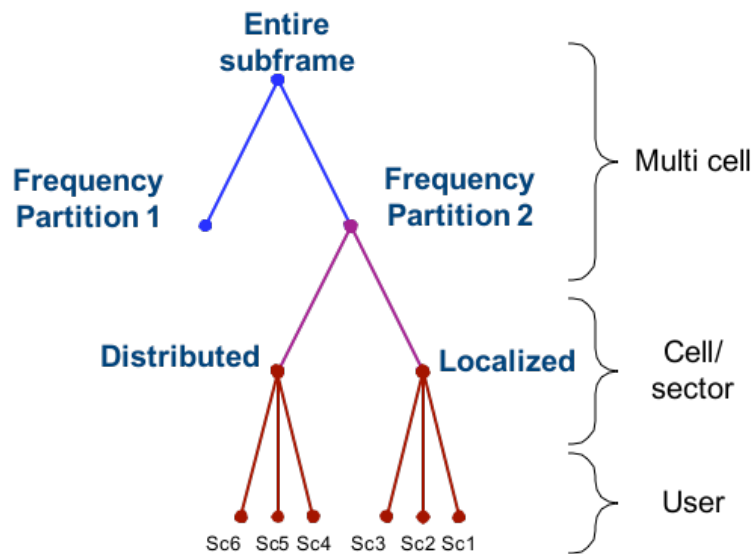 Entire
subframe
Multi cell
Frequency
Partition 1
Frequency
Partition 2
Distributed
Localized
Cell/
sector
User
Sc6 Sc5 Sc4 Sc3 Sc2 Sc1